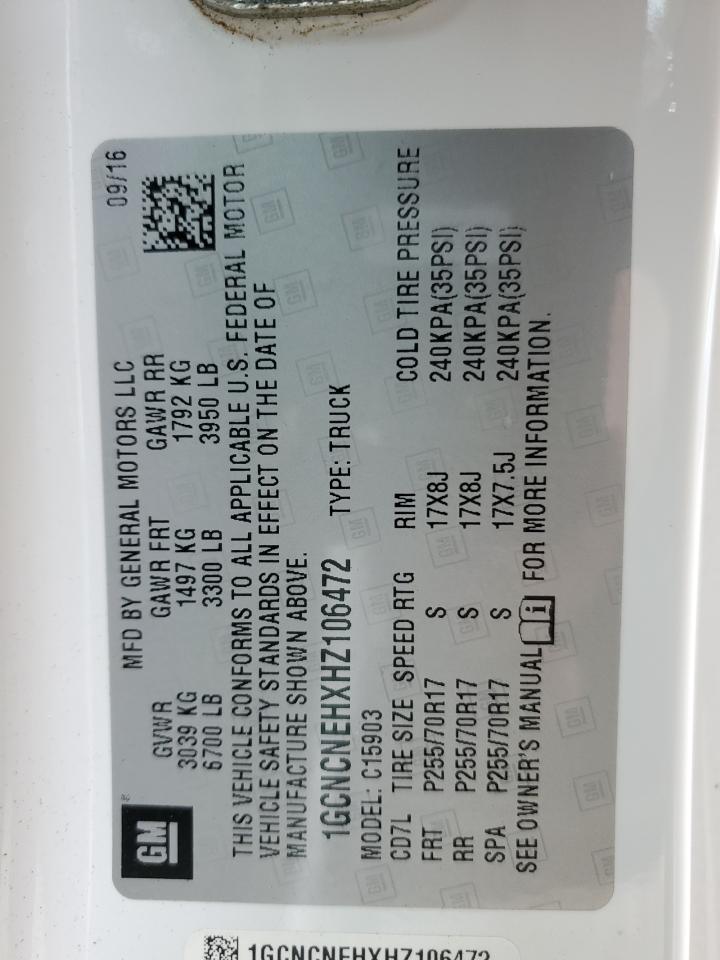 GM ®
MFD BY GENERAL MOTORS LLC 09/16
GVWR GAWR FRT GAWR RR
3039 KG 1497 KG 1792 KG
6700 LB 3300 LB 3950 LB
THIS VEHICLE CONFORMS TO ALL APPLICABLE U.S. FEDERAL MOTOR
VEHICLE SAFETY STANDARDS IN EFFECT ON THE DATE OF
MANUFACTURE SHOWN ABOVE.
1GCNCNEHXHZ106472 TYPE: TRUCK
MODEL: C15903
CD7L TIRE SIZE SPEED RTG RIM COLD TIRE PRESSURE
FRT P255/70R17 S 17X8J 240KPA(35PSI)
RR P255/70R17 S 17X8J 240KPA(35PSI)
SPA P255/70R17 S 17X7.5J 240KPA(35PSI)
SEE OWNER'S MANUAL i FOR MORE INFORMATION.
1GCNCNEHXHZ106472